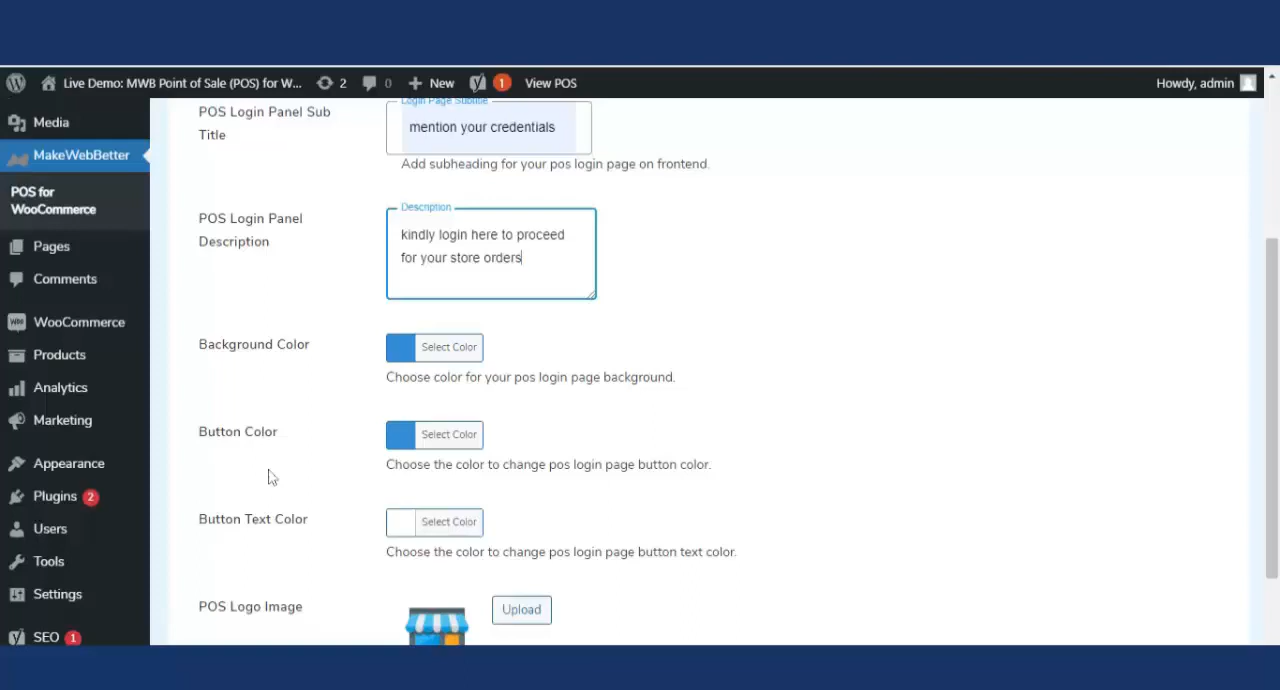 Live Demo: MWB Point of Sale (POS) for W... 2 0 New 1 View POS Howdy, admin
Media
MakeWebBetter
POS for
WooCommerce
Pages
Comments
WooCommerce
Products
Analytics
Marketing
Appearance
Plugins 2
Users
Tools
Settings
SEO 1
POS Login Panel Sub
Title
Login Page Subtitle
mention your credentials
Add subheading for your pos login page on frontend.
POS Login Panel
Description
Description
kindly login here to proceed
for your store orders
Background Color
Select Color
Choose color for your pos login page background.
Button Color
Select Color
Choose the color to change pos login page button color.
Button Text Color
Select Color
Choose the color to change pos login page button text color.
POS Logo Image
Upload